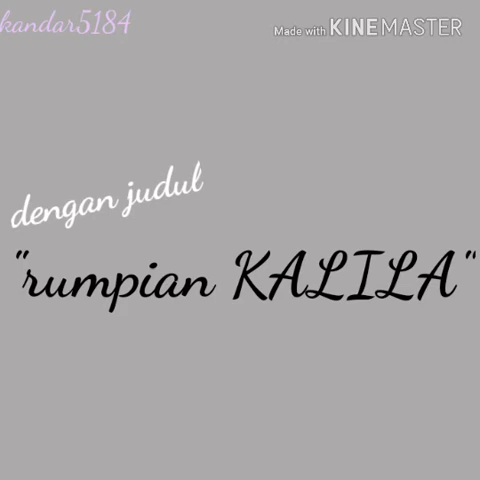 kandar5184
Made with KINEMASTER
dengan judul
"rumpian KALILA"